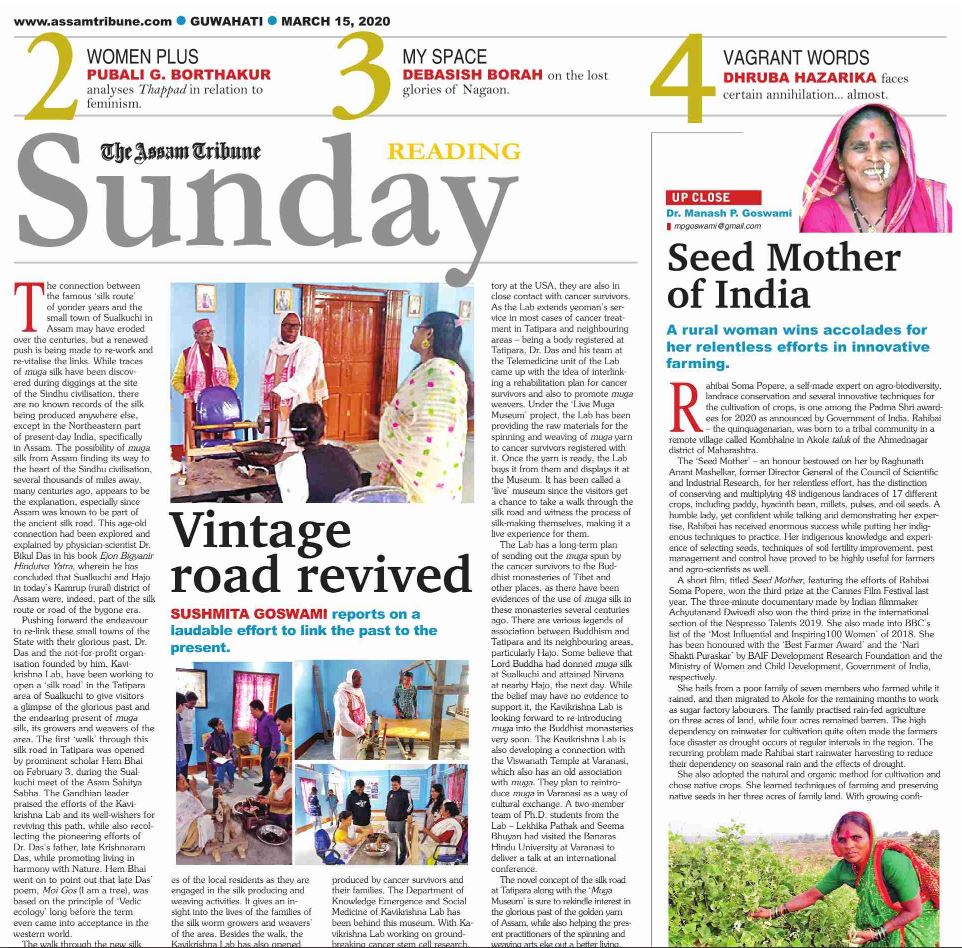 www.assamtribune.com ● GUWAHATI ● MARCH 15, 2020
2
WOMEN PLUS
PUBALI G. BORTHAKUR
analyses Thappad in relation to
feminism.
3
MY SPACE
DEBASISH BORAH on the lost
glories of Nagaon.
4
VAGRANT WORDS
DHRUBA HAZARIKA faces
certain annihilation... almost.
The Assam Tribune
READING
Sunday
The connection between
the famous ‘silk route’
of yonder years and the
small town of Sualkuchi in
Assam may have eroded
over the centuries, but a renewed
push is being made to re-work and
re-vitalise the links. While traces
of muga silk have been discov-
ered during diggings at the site
of the Sindhu civilisation, there
are no known records of the silk
being produced anywhere else,
except in the Northeastern part
of present-day India, specifically
in Assam. The possibility of muga
silk from Assam finding its way to
the heart of the Sindhu civilisation,
several thousands of miles away,
many centuries ago, appears to be
the explanation, especially since
Assam was known to be part of
the ancient silk road. This age-old
connection had been explored and
explained by physician-scientist Dr.
Bikul Das in his book Ejon Bigyanir
Hindutva Yatra, wherein he has
concluded that Sualkuchi and Hajo
in today’s Kamrup (rural) district of
Assam were, indeed, part of the silk
route or road of the bygone era.
Pushing forward the endeavour
to re-link these small towns of the
State with their glorious past, Dr.
Das and the not-for-profit organ-
isation founded by him, Kavi-
krishna Lab, have been working to
open a ‘silk road’ in the Tatipara
area of Sualkuchi to give visitors
a glimpse of the glorious past and
the endearing present of muga
silk, its growers and weavers of the
area. The first ‘walk’ through this
silk road in Tatipara was opened
by prominent scholar Hem Bhai
on February 3, during the Sual-
kuchi meet of the Asam Sahitya
Sabha. The Gandhian leader
praised the efforts of the Kavi-
krishna Lab and its well-wishers for
reviving this path, while also recol-
lecting the pioneering efforts of
Dr. Das’s father, late Krishnaram
Das, while promoting living in
harmony with Nature. Hem Bhai
went on to point out that late Das’
poem, Moi Gos (I am a tree), was
based on the principle of ‘Vedic
ecology’ long before the term
even came into acceptance in the
western world.
The walk through the new silk
Vintage
road revived
SUSHMITA GOSWAMI reports on a
laudable effort to link the past to the
present.
es of the local residents as they are
engaged in the silk producing and
weaving activities. It gives an in-
sight into the lives of the families of
the silk worm growers and weavers’
of the area. Besides the walk, the
Kavikrishna Lab has also opened
produced by cancer survivors and
their families. The Department of
Knowledge Emergence and Social
Medicine of Kavikrishna Lab has
been behind this museum. With Ka-
vikrishna Lab working on ground-
breaking cancer stem cell research,
tory at the USA, they are also in
close contact with cancer survivors.
As the Lab extends yeoman’s ser-
vice in most cases of cancer treat-
ment in Tatipara and neighbouring
areas – being a body registered at
Tatipara, Dr. Das and his team at
the Telemedicine unit of the Lab
came up with the idea of interlink-
ing a rehabilitation plan for cancer
survivors and also to promote muga
weavers. Under the ‘Live Muga
Museum’ project, the Lab has been
providing the raw materials for the
spinning and weaving of muga yarn
to cancer survivors registered with
it. Once the yarn is ready, the Lab
buys it from them and displays it at
the Museum. It has been called a
‘live’ museum since the visitors get
a chance to take a walk through the
silk road and witness the process of
silk-making themselves, making it a
live experience for them.
The Lab has a long-term plan
of sending out the muga spun by
the cancer survivors to the Bud-
dhist monasteries of Tibet and
other places, as there have been
evidences of the use of muga silk in
these monasteries several centuries
ago. There are various legends of
association between Buddhism and
Tatipara and its neighbouring areas,
particularly Hajo. Some believe that
Lord Buddha had donned muga silk
at Sualkuchi and attained Nirvana
at nearby Hajo, the next day. While
the belief may have no evidence to
support it, the Kavikrishna Lab is
looking forward to re-introducing
muga into the Buddhist monasteries
very soon. The Kavikrishna Lab is
also developing a connection with
the Viswanath Temple at Varanasi,
which also has an old association
with muga. They plan to reintro-
duce muga in Varanasi as a way of
cultural exchange. A two-member
team of Ph.D. students from the
Lab – Lekhika Pathak and Seema
Bhuyan had visited the Banaras
Hindu University at Varanasi to
deliver a talk at an international
conference.
The novel concept of the silk road
at Tatipara along with the ‘Muga
Museum’ is sure to rekindle interest in
the glorious past of the golden yarn
of Assam, while also helping the pres-
ent practitioners of the spinning and
weaving arts eke out a better living.
UP CLOSE
Dr. Manash P. Goswami
mpgoswami@gmail.com
Seed Mother
of India
A rural woman wins accolades for
her relentless efforts in innovative
farming.
Rahibai Soma Popere, a self-made expert on agro-biodiversity,
landrace conservation and several innovative techniques for
the cultivation of crops, is one among the Padma Shri award-
ees for 2020 as announced by Government of India. Rahibai
– the quinquagenarian, was born to a tribal community in a
remote village called Kombhalne in Akole taluk of the Ahmednagar
district of Maharashtra.
The ‘Seed Mother’ – an honour bestowed on her by Raghunath
Anant Mashelkar, former Director General of the Council of Scientific
and Industrial Research, for her relentless effort, has the distinction
of conserving and multiplying 48 indigenous landraces of 17 different
crops, including paddy, hyacinth bean, millets, pulses, and oil seeds. A
humble lady, yet confident while talking and demonstrating her exper-
tise, Rahibai has received enormous success while putting her indig-
enous techniques to practice. Her indigenous knowledge and experi-
ence of selecting seeds, techniques of soil fertility improvement, pest
management and control have proved to be highly useful for farmers
and agro-scientists as well.
A short film, titled Seed Mother, featuring the efforts of Rahibai
Soma Popere, won the third prize at the Cannes Film Festival last
year. The three-minute documentary made by Indian filmmaker
Achyutanand Dwivedi also won the third prize in the international
section of the Nespresso Talents 2019. She also made into BBC’s
list of the ‘Most Influential and Inspiring100 Women’ of 2018. She
has been honoured with the ‘Best Farmer Award’ and the ‘Nari
Shakti Puraskar’ by BAIF Development Research Foundation and the
Ministry of Women and Child Development, Government of India,
respectively.
She hails from a poor family of seven members who farmed while it
rained, and then migrated to Akole for the remaining months to work
as sugar factory labourers. The family practised rain-fed agriculture
on three acres of land, while four acres remained barren. The high
dependency on rainwater for cultivation quite often made the farmers
face disaster as drought occurs at regular intervals in the region. The
recurring problem made Rahibai start rainwater harvesting to reduce
their dependency on seasonal rain and the effects of drought.
She also adopted the natural and organic method for cultivation and
chose native crops. She learned techniques of farming and preserving
native seeds in her three acres of family land. With growing confi-